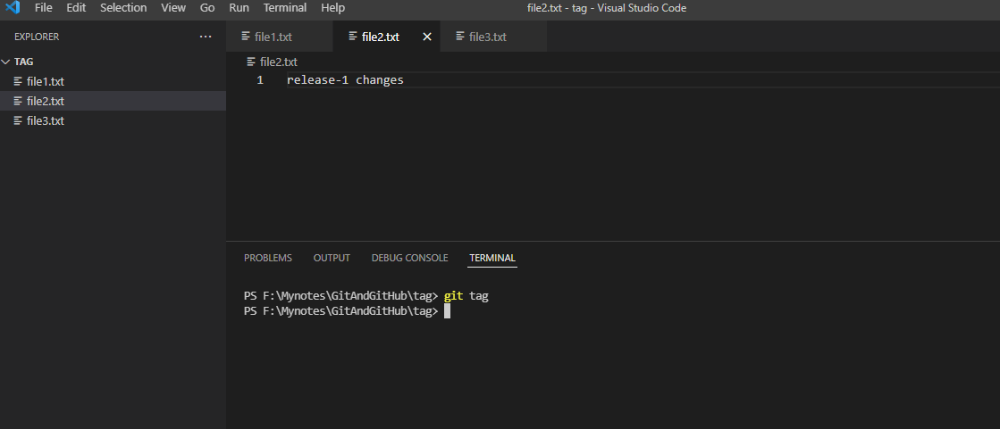 File Edit Selection View Go Run Terminal Help
file2.txt - tag - Visual Studio Code
EXPLORER
TAG
file1.txt
file2.txt
file3.txt
file1.txt file2.txt file3.txt
file2.txt
1 release-1 changes
PROBLEMS OUTPUT DEBUG CONSOLE TERMINAL
PS F:\Mynotes\GitAndGitHub\tag> git tag
PS F:\Mynotes\GitAndGitHub\tag>